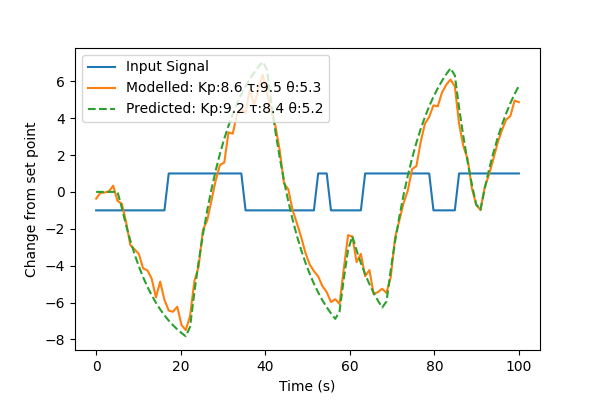 Input Signal
Modelled: Kp:8.6 τ:9.5 θ:5.3
Predicted: Kp:9.2 τ:8.4 θ:5.2
Change from set point
6
4
2
0
−2
−4
−6
−8
0 20 40 60 80 100
Time (s)